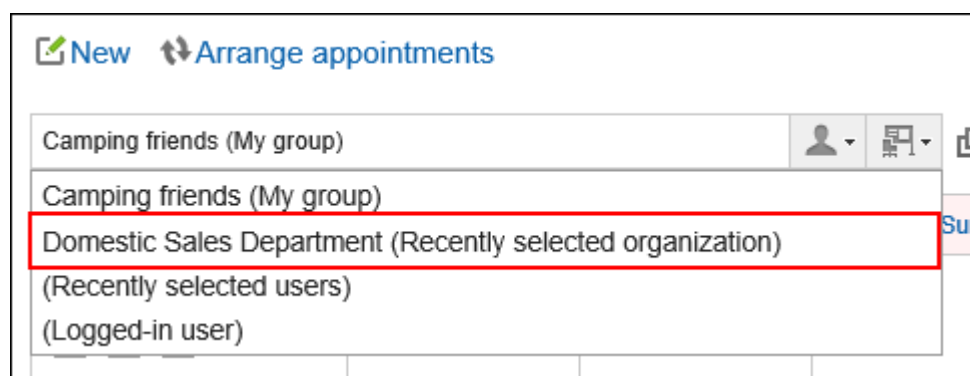 New Arrange appointments
Camping friends (My group)
Camping friends (My group)
Domestic Sales Department (Recently selected organization)
(Recently selected users)
(Logged-in user)